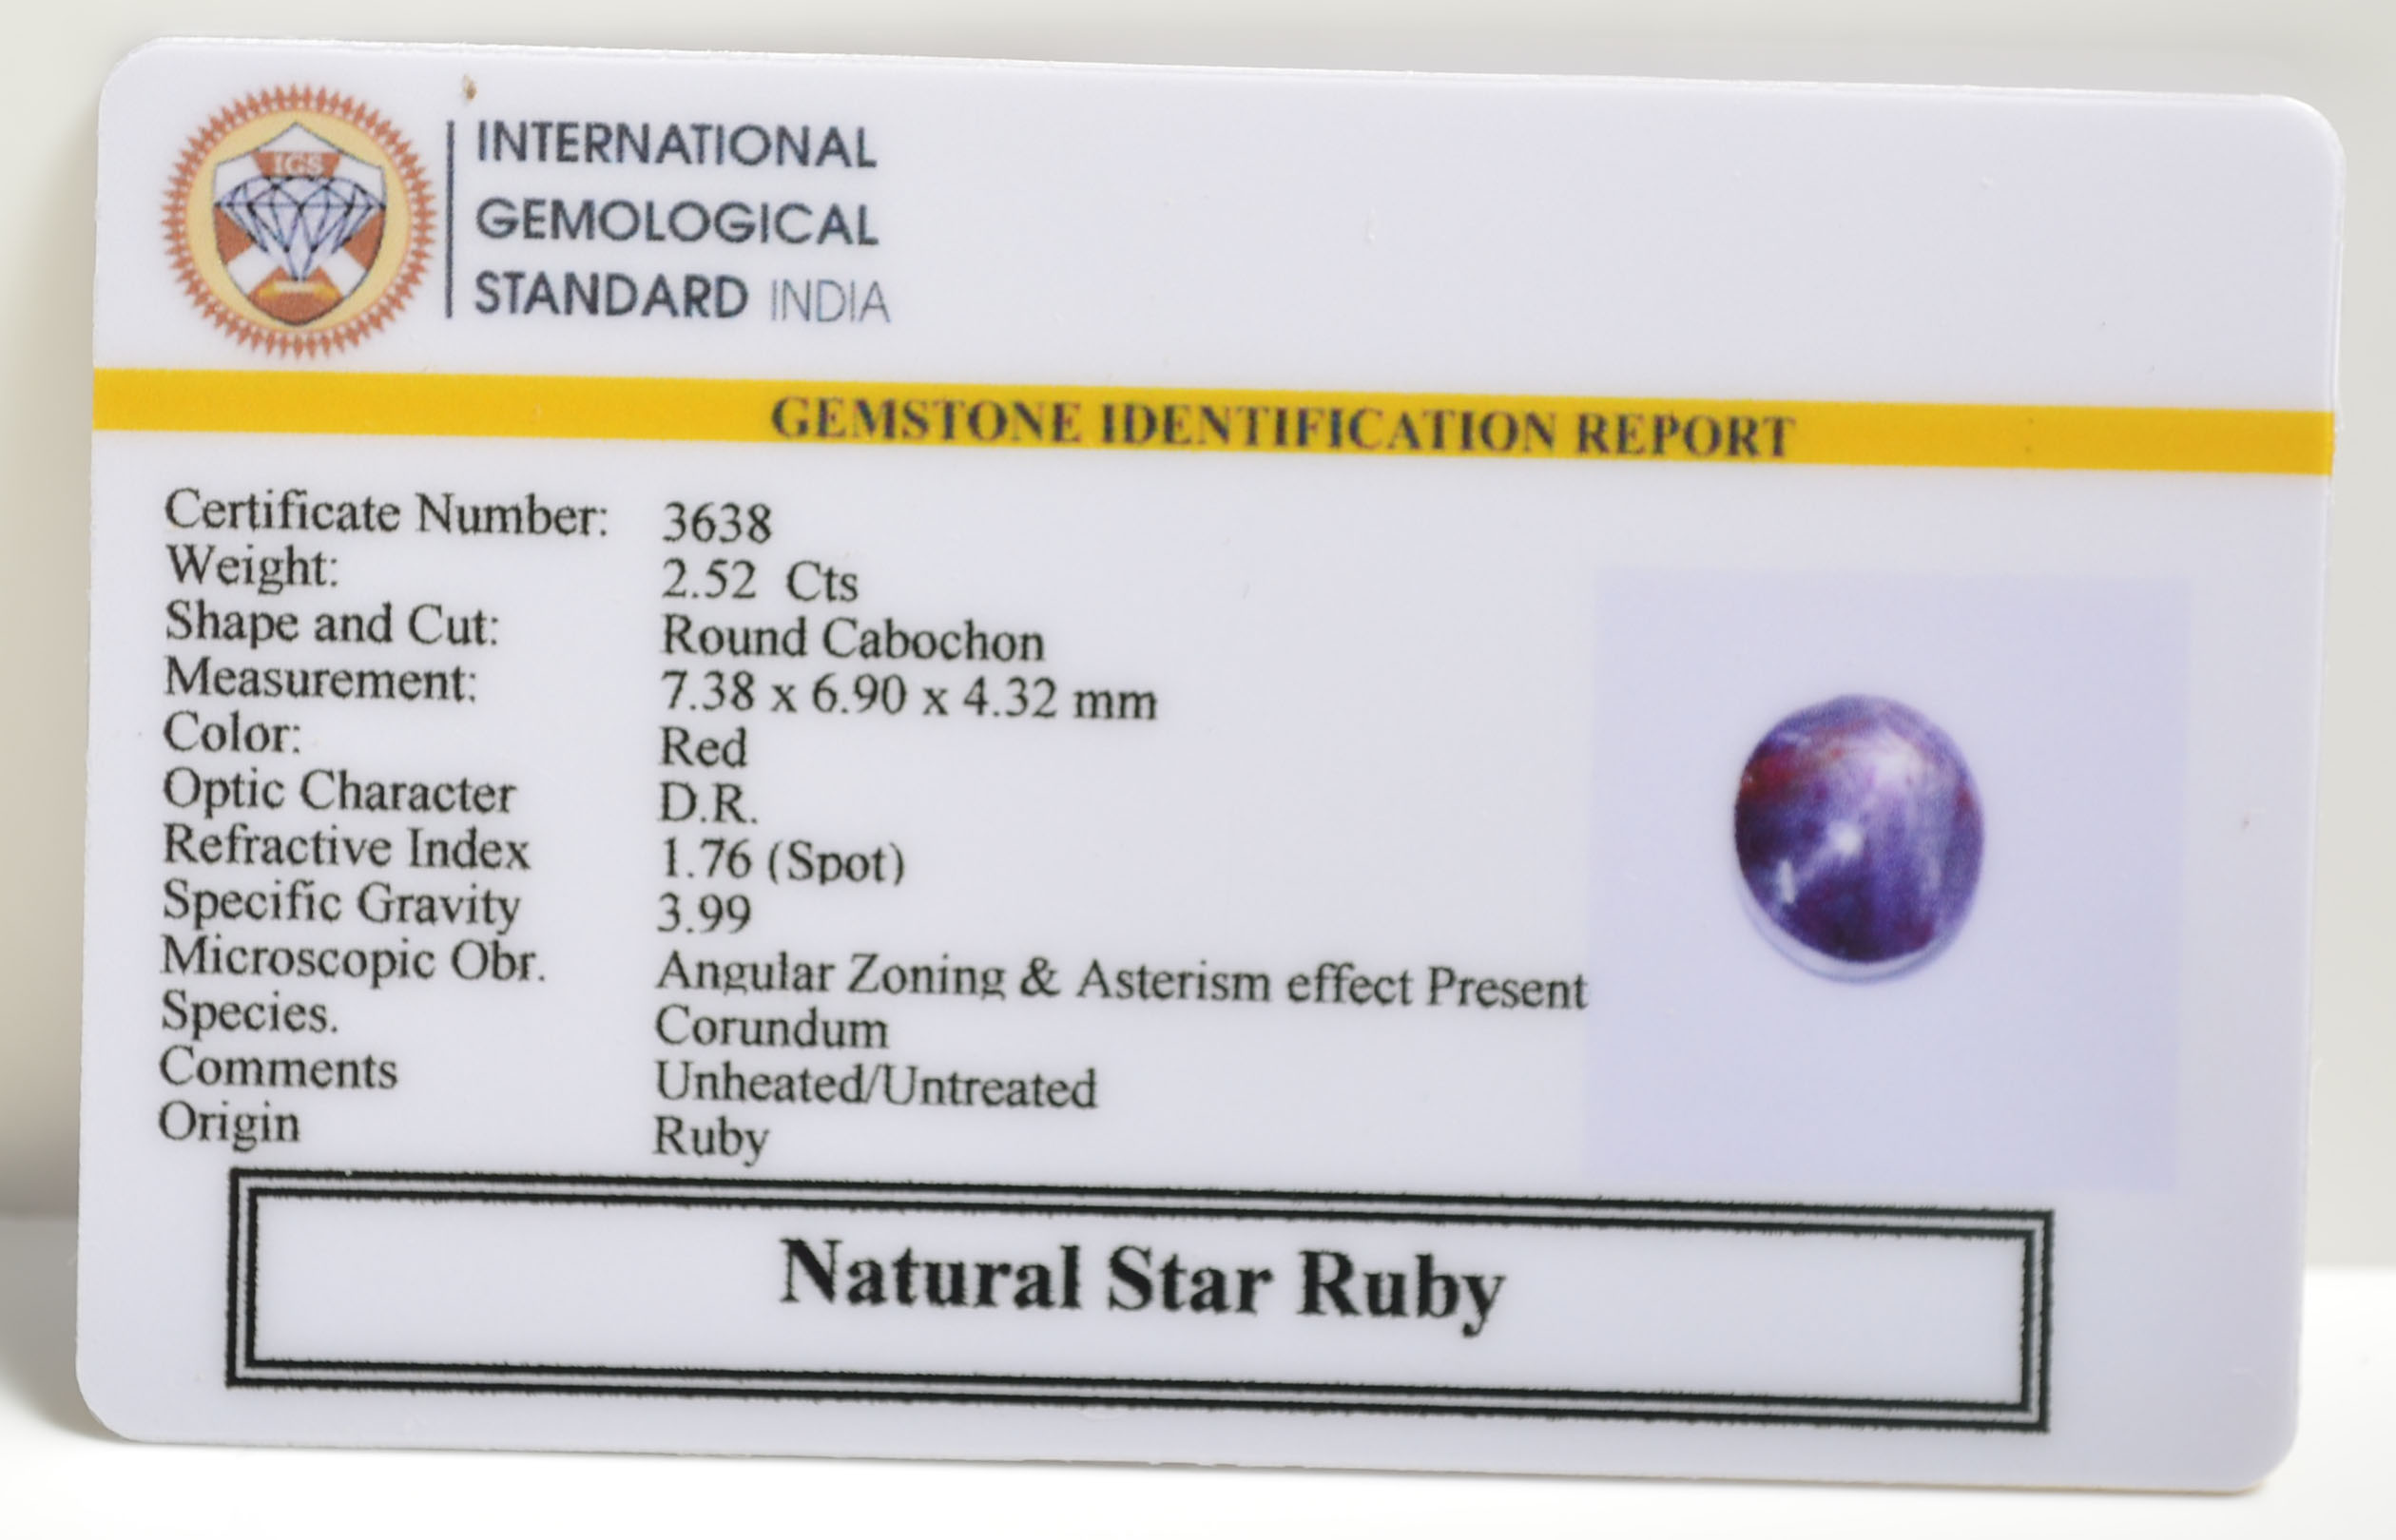 IGS
INTERNATIONAL
GEMOLOGICAL
STANDARD INDIA
GEMSTONE IDENTIFICATION REPORT
Certificate Number: 3638
Weight: 2.52 Cts
Shape and Cut: Round Cabochon
Measurement: 7.38 x 6.90 x 4.32 mm
Color: Red
Optic Character D.R.
Refractive Index 1.76 (Spot)
Specific Gravity 3.99
Microscopic Obr. Angular Zoning & Asterism effect Present
Species. Corundum
Comments Unheated/Untreated
Origin Ruby
Natural Star Ruby